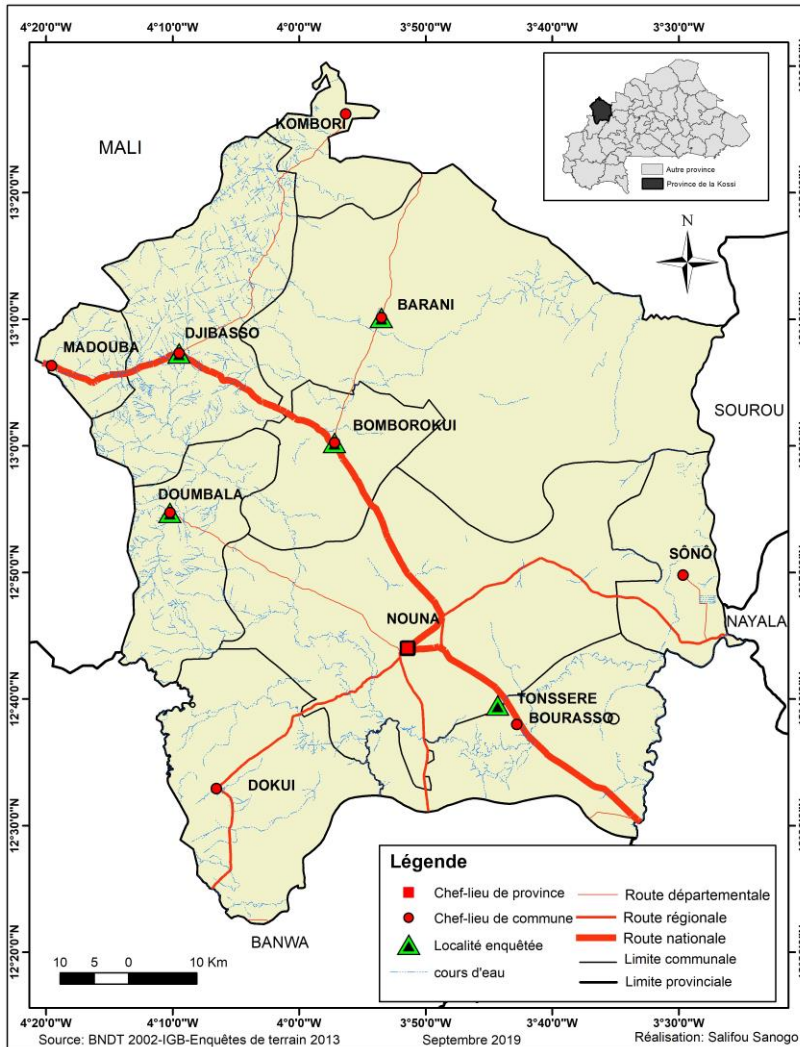 4°20'0"W 4°10'0"W 4°0'0"W 3°50'0"W 3°40'0"W 3°30'0"W
MALI
KOMBORI
Autre province
Province de la Kossi
N
13°20'0"N
13°10'0"N
BARANI
MADOUBA
DJIBASSO
SOUROU
BOMBOROKUI
13°0'0"N
DOUMBALA
SÔNÔ
12°50'0"N
NOUNA
NAYALA
12°40'0"N
TONSSERE
BOURASSO
DOKUI
12°30'0"N
Légende
Chef-lieu de province
Chef-lieu de commune
Localité enquêtée
cours d'eau
Route départementale
Route régionale
Route nationale
Limite communale
Limite provinciale
BANWA
12°20'0"N
10 5 0 10 Km
4°20'0"W 4°10'0"W 4°0'0"W 3°50'0"W 3°40'0"W 3°30'0"W
Source: BNDT 2002-IGB-Enquêtes de terrain 2013 Septembre 2019 Réalisation: Salifou Sanogo